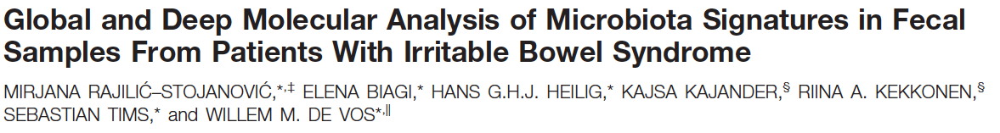 Global and Deep Molecular Analysis of Microbiota Signatures in Fecal
Samples From Patients With Irritable Bowel Syndrome
MIRJANA RAJILIĆ–STOJANOVIĆ,*,‡ ELENA BIAGI,* HANS G.H.J. HEILIG,* KAJSA KAJANDER,§ RIINA A. KEKKONEN,§
SEBASTIAN TIMS,* and WILLEM M. DE VOS*,∥